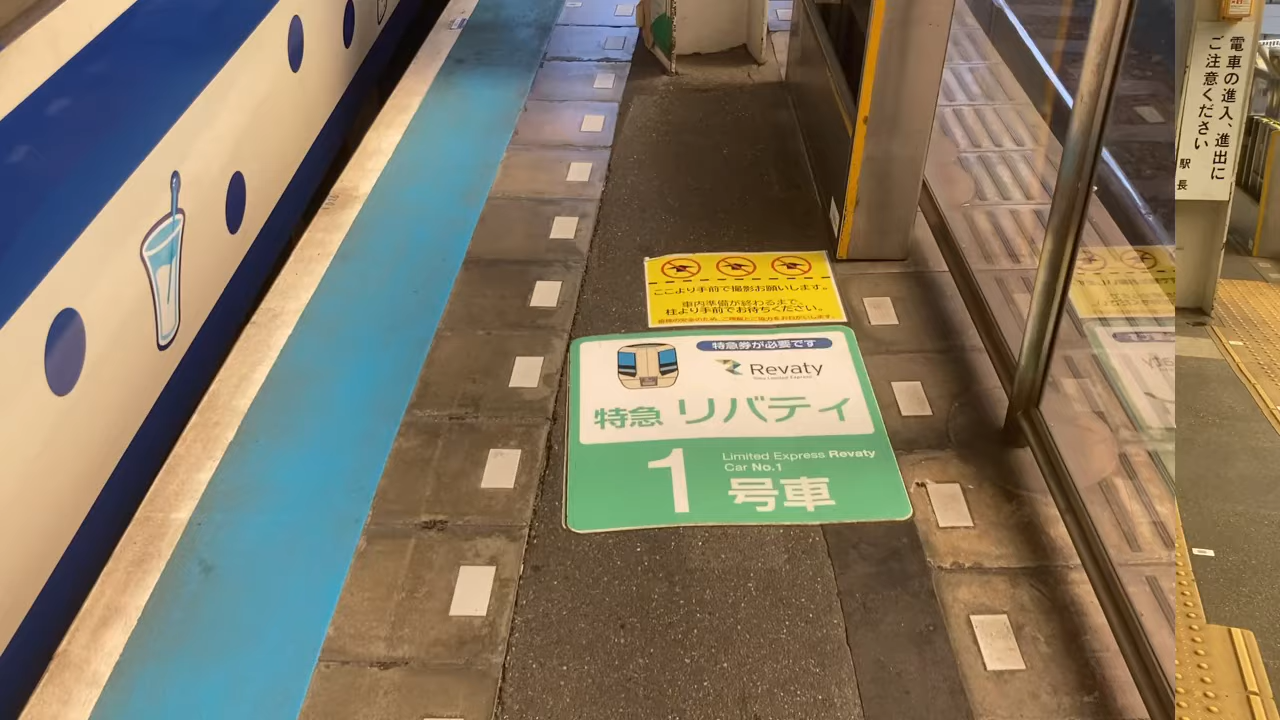 電車の進入、進出に
ご注意ください
駅長
ここより手前で撮影お願いします。
車内準備が終わるまで、
柱より手前でお待ちください。
特急券が必要です
Revaty
特急 リバティ
Limited Express Revaty
Car No.1
1号車